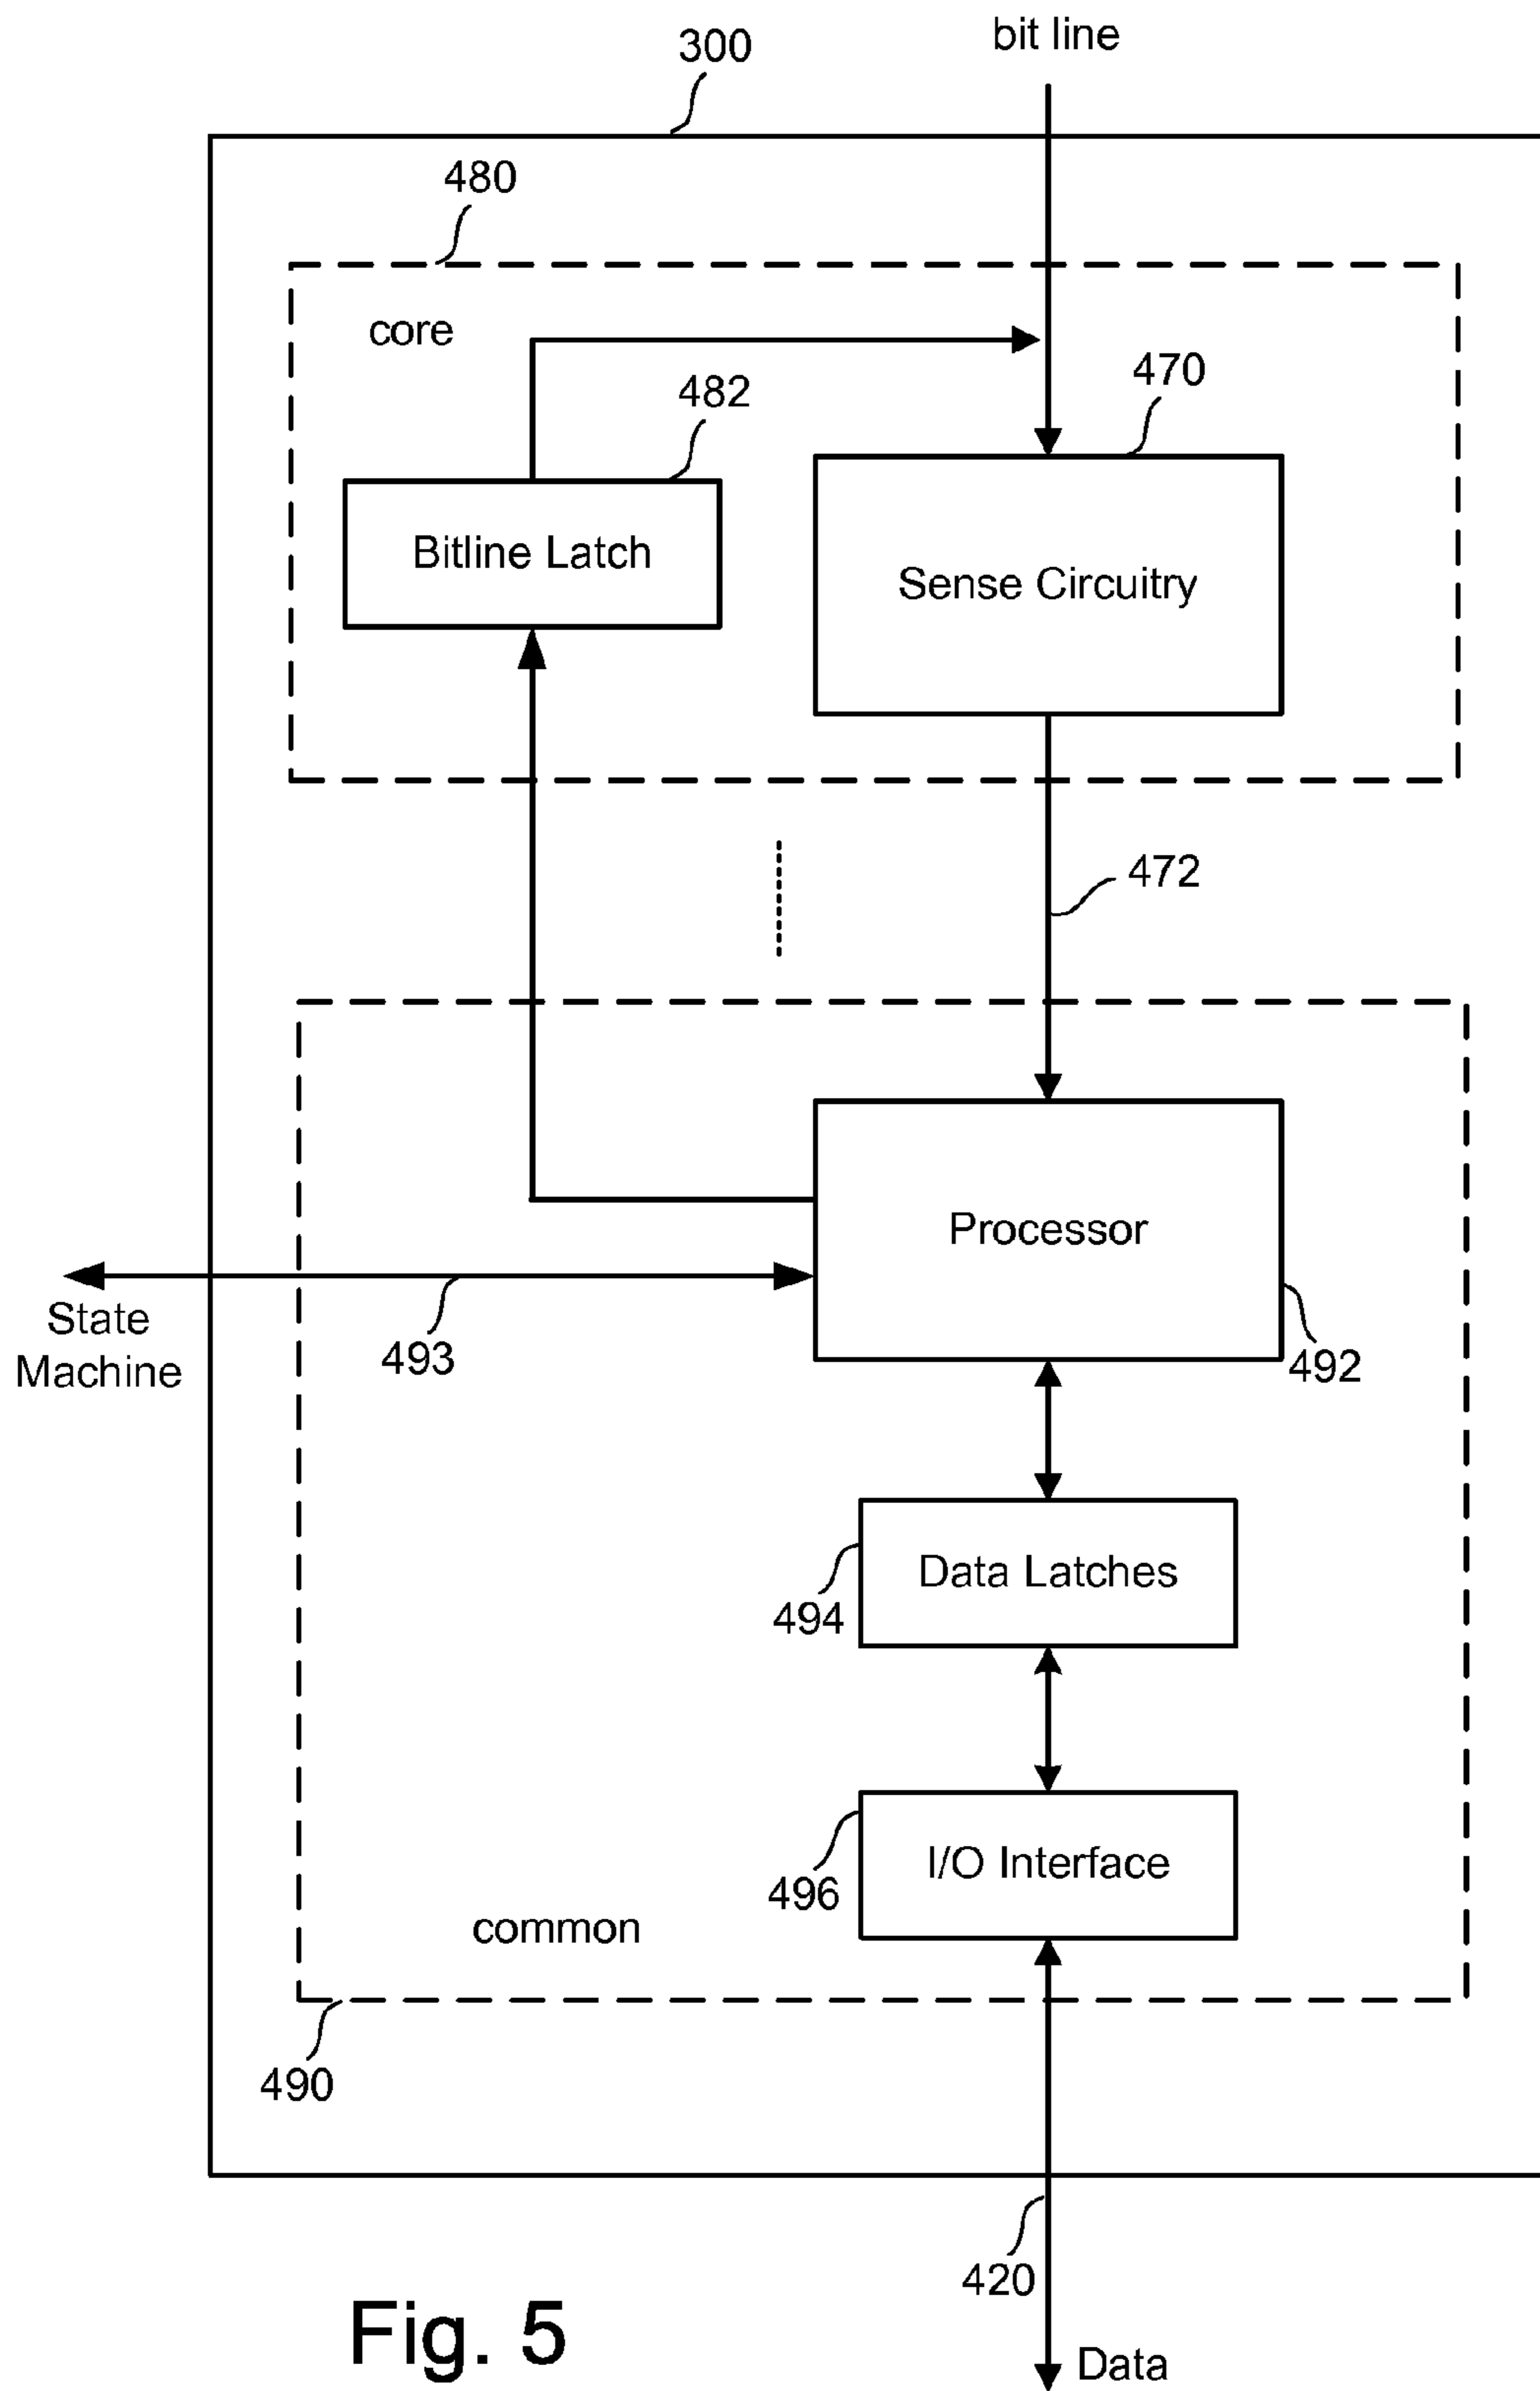 bit line
300
480
core
470
482
Bitline Latch
Sense Circuitry
472
Processor
State
Machine
493
492
Data Latches
494
I/O Interface
496
common
490
420
Fig. 5
Data